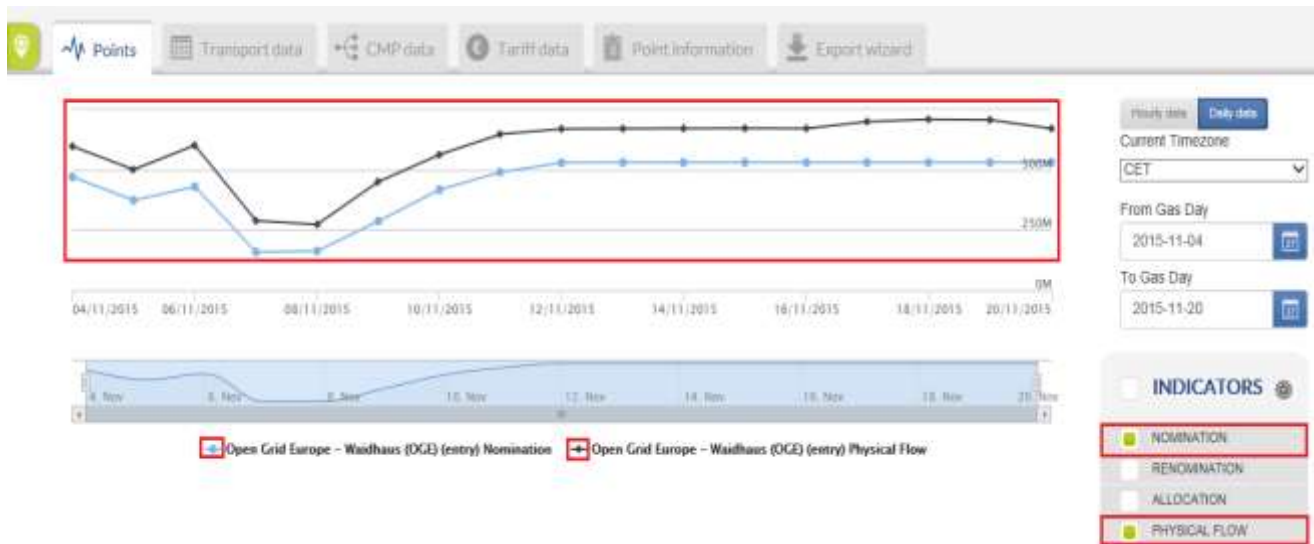 Points Transport data CMP data Tariff data Point information Export wizard
Hourly data Daily data
Current Timezone
CET
From Gas Day
2015-11-04
To Gas Day
2015-11-20
500M
250M
0M
04/11/2015 06/11/2015 08/11/2015 10/11/2015 12/11/2015 14/11/2015 16/11/2015 18/11/2015 20/11/2015
4. Nov 6. Nov 8. Nov 10. Nov 12. Nov 14. Nov 16. Nov 18. Nov 20. Nov
Open Grid Europe – Waidhaus (OGE) (entry) Nomination Open Grid Europe – Waidhaus (OGE) (entry) Physical Flow
INDICATORS
NOMINATION
RENOMINATION
ALLOCATION
PHYSICAL FLOW